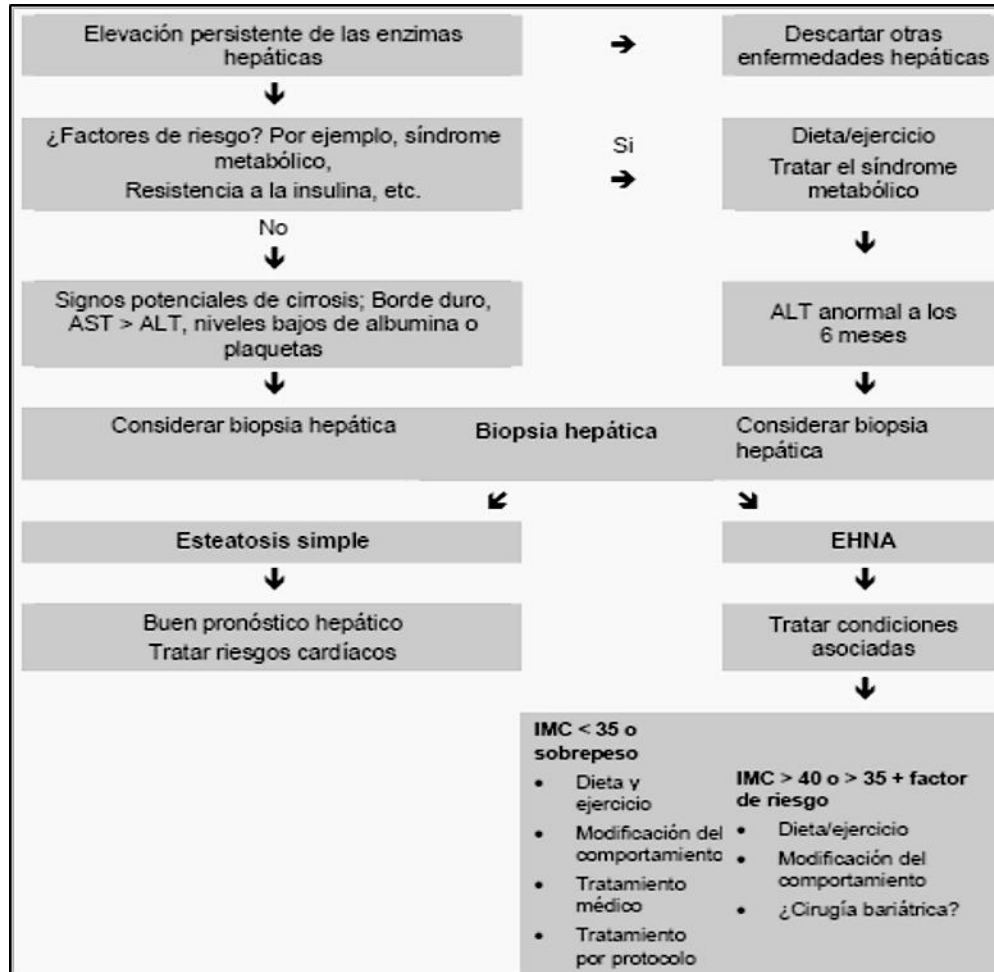 Elevación persistente de las enzimas
hepáticas
Descartar otras
enfermedades hepáticas
¿Factores de riesgo? Por ejemplo, síndrome
metabólico,
Resistencia a la insulina, etc.
Si
Dieta/ejercicio
Tratar el síndrome
metabólico
No
Signos potenciales de cirrosis; Borde duro,
AST > ALT, niveles bajos de albumina o
plaquetas
ALT anormal a los
6 meses
Considerar biopsia hepática
Biopsia hepática
Considerar biopsia
hepática
Esteatosis simple
EHNA
Buen pronóstico hepático
Tratar riesgos cardíacos
Tratar condiciones
asociadas
IMC < 35 o
sobrepeso
• Dieta y
ejercicio
• Modificación del
comportamiento
• Tratamiento
médico
• Tratamiento
por protocolo
IMC > 40 o > 35 + factor
de riesgo
• Dieta/ejercicio
• Modificación del
comportamiento
• ¿Cirugía bariátrica?